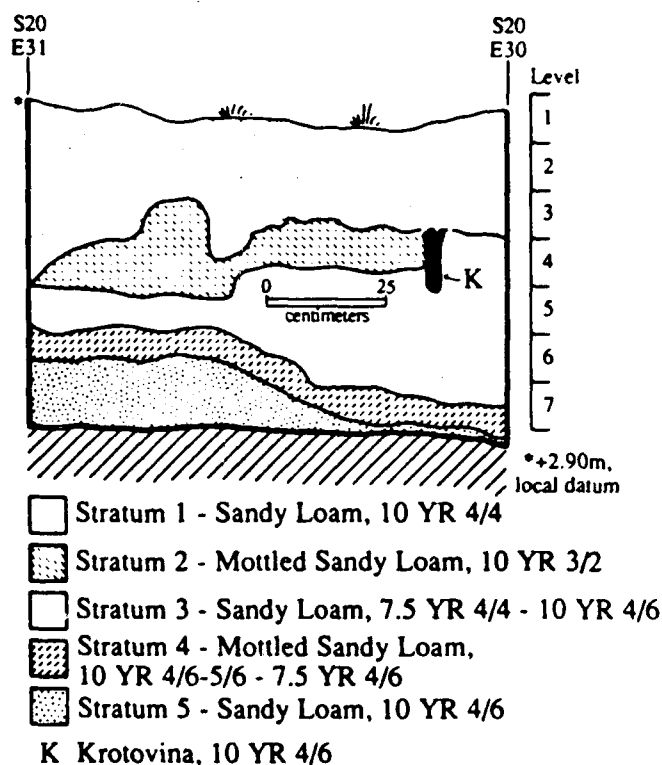 S20
E31
S20
E30
Level
*
1
2
3
4
5
6
7
K
0 25
centimeters
*+2.90m,
local datum
Stratum 1 - Sandy Loam, 10 YR 4/4
Stratum 2 - Mottled Sandy Loam, 10 YR 3/2
Stratum 3 - Sandy Loam, 7.5 YR 4/4 - 10 YR 4/6
Stratum 4 - Mottled Sandy Loam,
10 YR 4/6-5/6 - 7.5 YR 4/6
Stratum 5 - Sandy Loam, 10 YR 4/6
K Krotovina, 10 YR 4/6